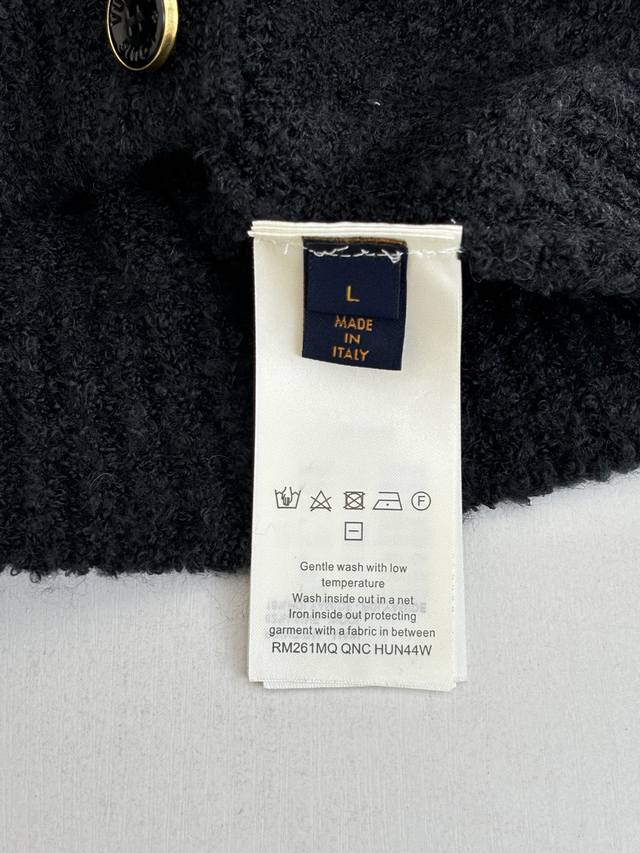 L
MADE
IN
ITALY
F
Gentle wash with low
temperature
Wash inside out in a net
Iron inside out protecting
garment with a fabric in between
RM261MQ QNC HUN44W